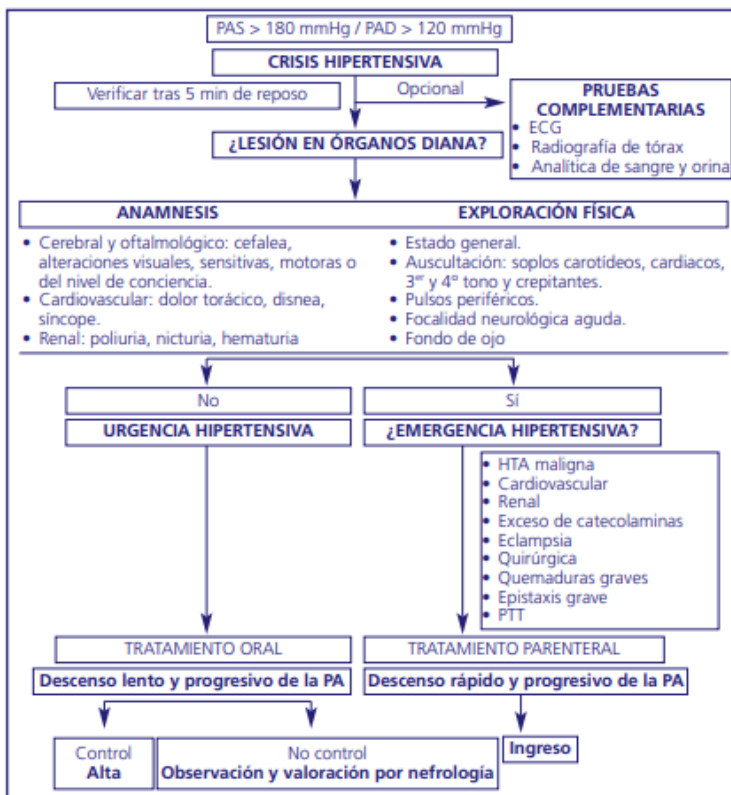 PAS > 180 mmHg / PAD > 120 mmHg
CRISIS HIPERTENSIVA
Verificar tras 5 min de reposo
Opcional
PRUEBAS
COMPLEMENTARIAS
• ECG
• Radiografía de tórax
• Analítica de sangre y orina
¿LESIÓN EN ÓRGANOS DIANA?
ANAMNESIS
• Cerebral y oftalmológico: cefalea,
alteraciones visuales, sensitivas, motoras o
del nivel de conciencia.
• Cardiovascular: dolor torácico, disnea,
síncope.
• Renal: poliuria, nicturia, hematuria
EXPLORACIÓN FÍSICA
• Estado general.
• Auscultación: soplos carotídeos, cardiacos,
3er y 4º tono y crepitantes.
• Pulsos periféricos.
• Focalidad neurológica aguda.
• Fondo de ojo
No
URGENCIA HIPERTENSIVA
Sí
¿EMERGENCIA HIPERTENSIVA?
• HTA maligna
• Cardiovascular
• Renal
• Exceso de catecolaminas
• Eclampsia
• Quirúrgica
• Quemaduras graves
• Epistaxis grave
• PTT
TRATAMIENTO ORAL
Descenso lento y progresivo de la PA
TRATAMIENTO PARENTERAL
Descenso rápido y progresivo de la PA
Control
Alta
No control
Observación y valoración por nefrología
Ingreso